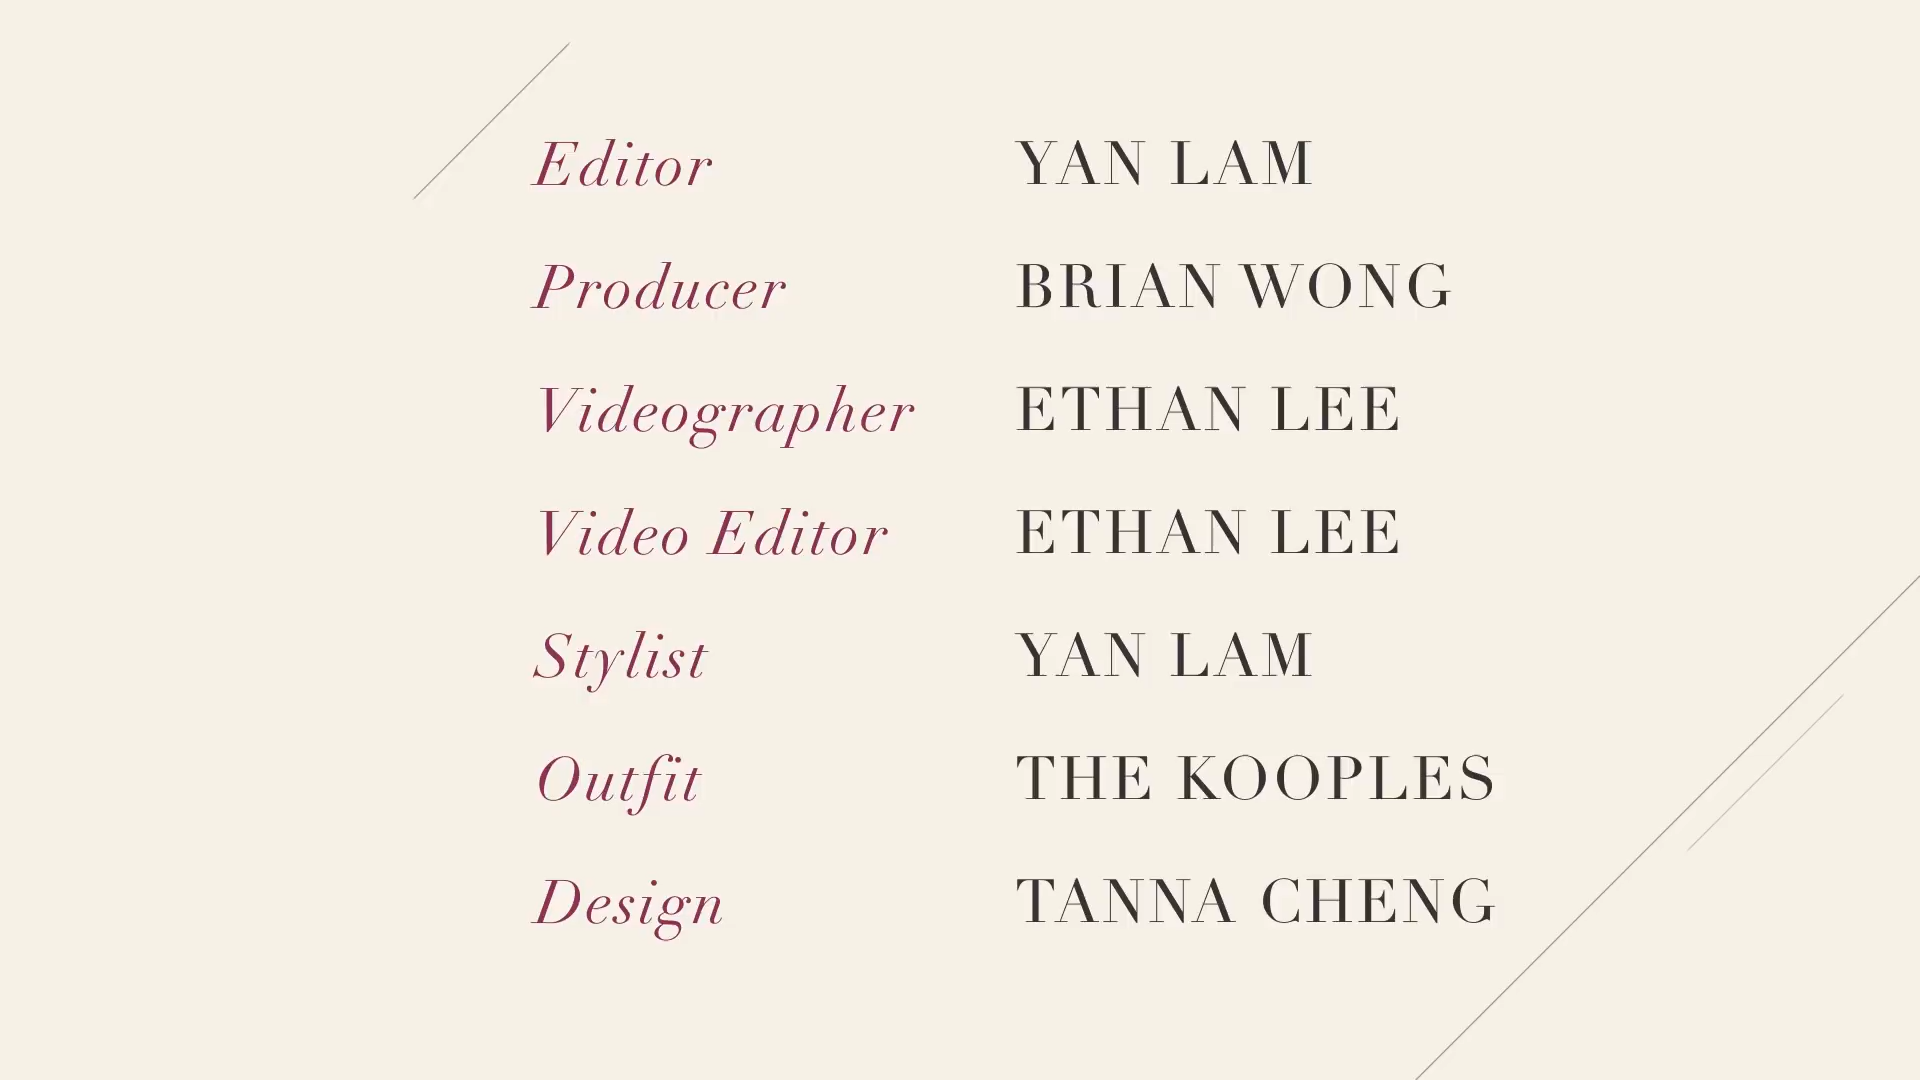 Editor YAN LAM
Producer BRIAN WONG
Videographer ETHAN LEE
Video Editor ETHAN LEE
Stylist YAN LAM
Outfit THE KOOPLES
Design TANNA CHENG